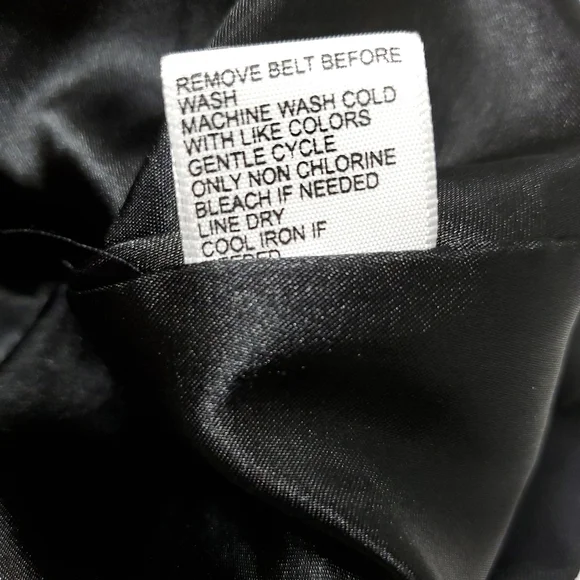 REMOVE BELT BEFORE
WASH
MACHINE WASH COLD
WITH LIKE COLORS
GENTLE CYCLE
ONLY NON CHLORINE
BLEACH IF NEEDED
LINE DRY
COOL IRON IF